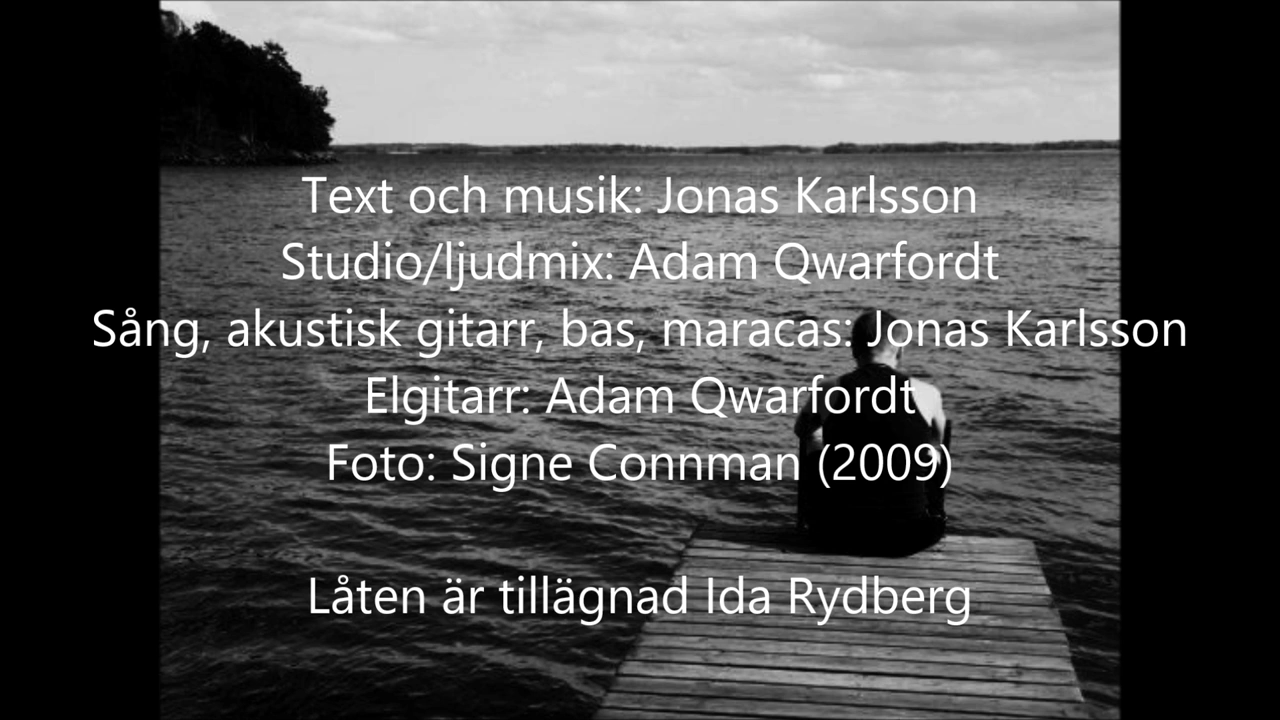 Text och musik: Jonas Karlsson
Studio/ljudmix: Adam Qwarfordt
Sång, akustisk gitarr, bas, maracas: Jonas Karlsson
Elgitarr: Adam Qwarfordt
Foto: Signe Connman (2009)
Låten är tillägnad Ida Rydberg